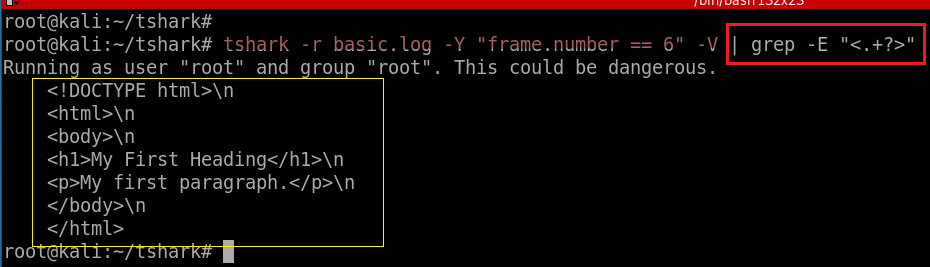 /bin/bash 132x23
root@kali:~/tshark#
root@kali:~/tshark# tshark -r basic.log -Y "frame.number == 6" -V | grep -E "<.+?>"
Running as user "root" and group "root". This could be dangerous.
<!DOCTYPE html>\n
<html>\n
<body>\n
<h1>My First Heading</h1>\n
<p>My first paragraph.</p>\n
</body>\n
</html>
root@kali:~/tshark#